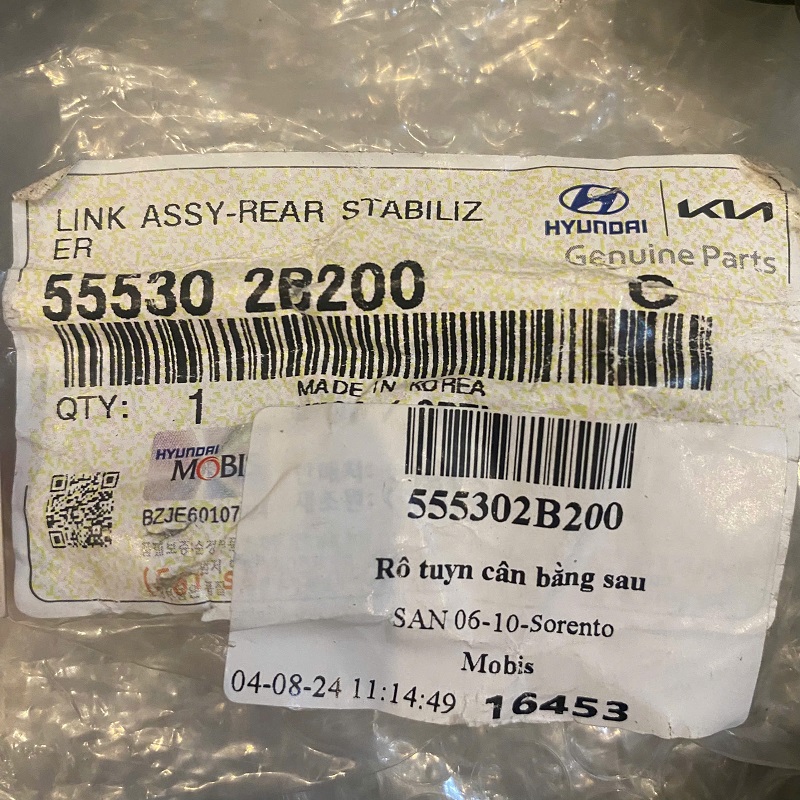 LINK ASSY-REAR STABILIZ
ER
HYUNDAI KIA
Genuine Parts
55530 2B200 C
MADE IN KOREA
QTY: 1
HYUNDAI
MOBI
BZJE60107
555302B200
Rô tuyn cân bằng sau
SAN 06-10-Sorento
Mobis
04-08-24 11:14:49 16453